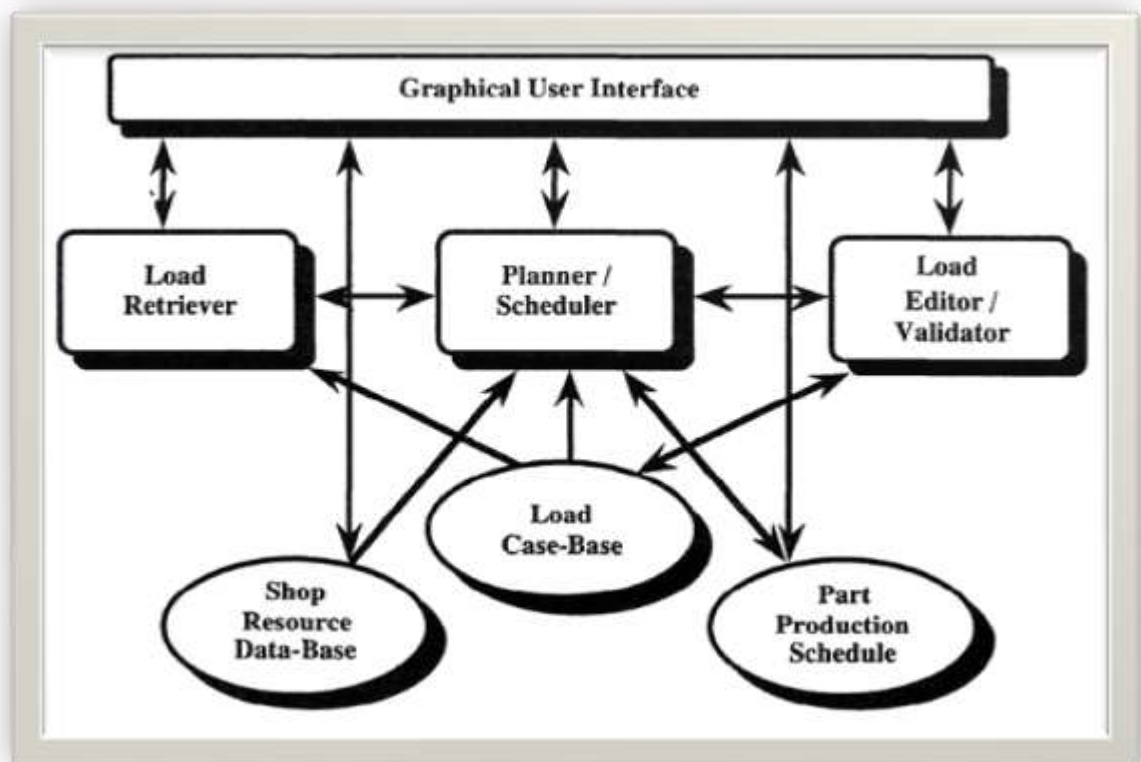 Graphical User Interface
Load
Retriever
Planner /
Scheduler
Load
Editor /
Validator
Load
Case-Base
Shop
Resource
Data-Base
Part
Production
Schedule